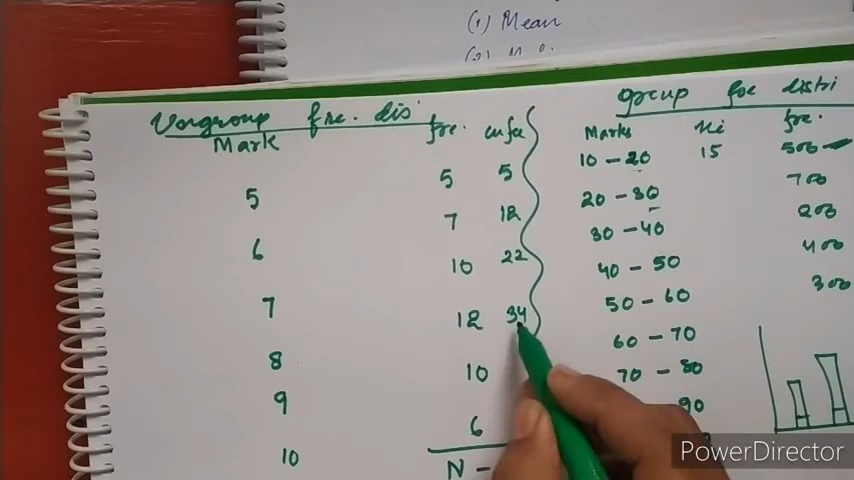 (1) Mean
Ungroup fre. dis
Mark fre. cufre
5 5 5
6 7 12
7 10 22
8 12 34
9 10
10 6
N -
group fre distri
Marks xi fre.
10 - 20 15 500
20 - 30 700
30 - 40 200
40 - 50 400
50 - 60 300
60 - 70
70 - 80
90
PowerDirector